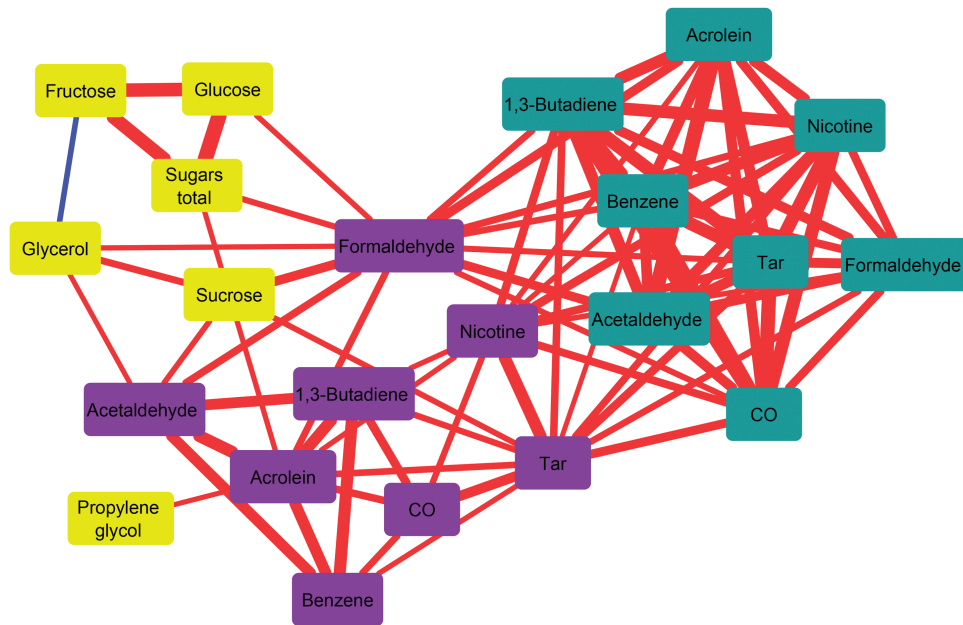 Acrolein
Fructose
Glucose
1,3-Butadiene
Nicotine
Sugars
total
Benzene
Glycerol
Formaldehyde
Tar
Formaldehyde
Sucrose
Nicotine
Acetaldehyde
Acetaldehyde
1,3-Butadiene
CO
Acrolein
Tar
Propylene
glycol
CO
Benzene